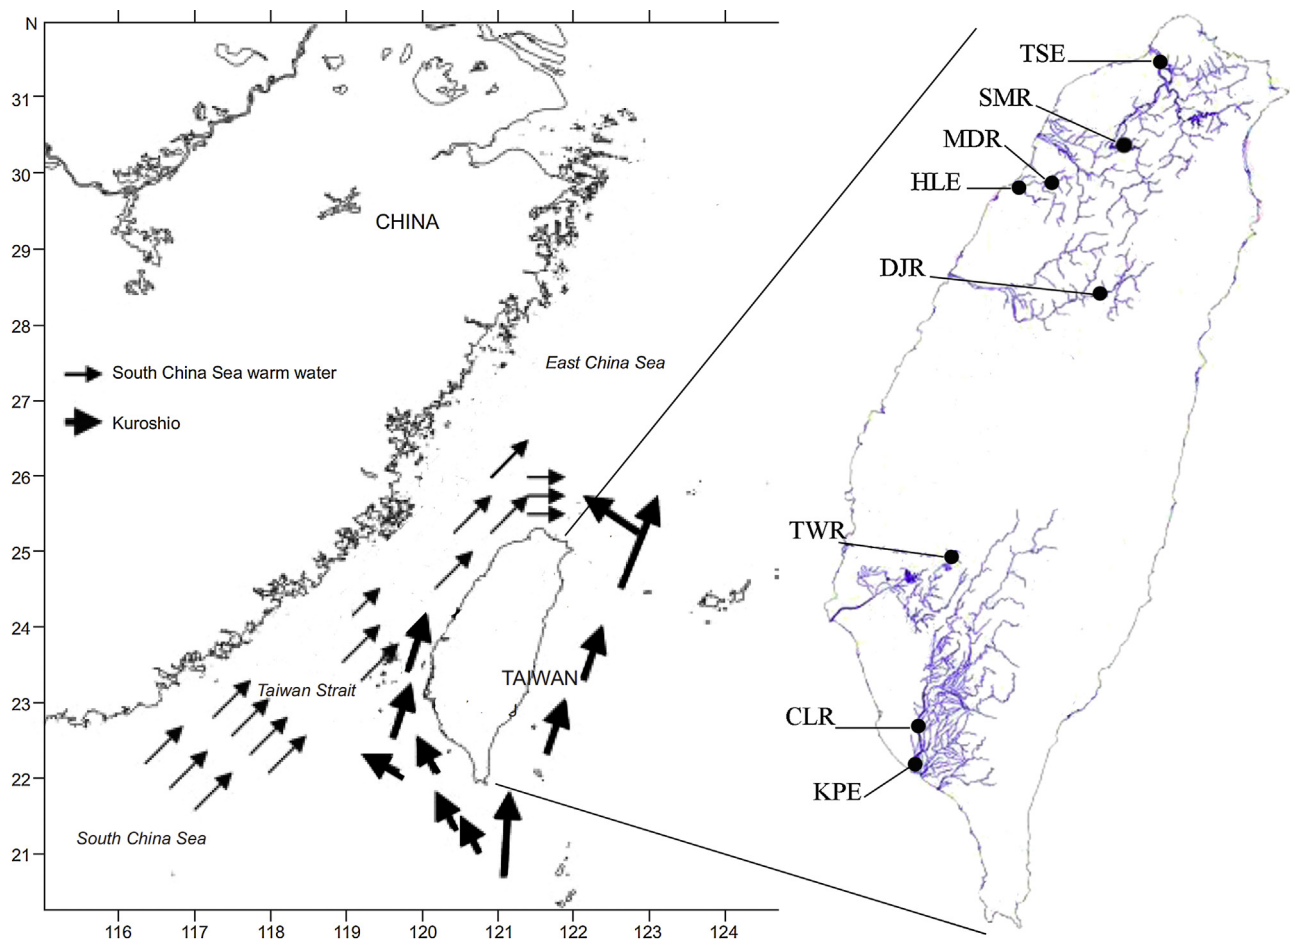 N
31
30
29
28
27
26
25
24
23
22
21
116
117
118
119
120
121
122
123
124
CHINA
East China Sea
South China Sea warm water
Kuroshio
TAIWAN
Taiwan Strait
South China Sea
TSE
SMR
MDR
HLE
DJR
TWR
CLR
KPE